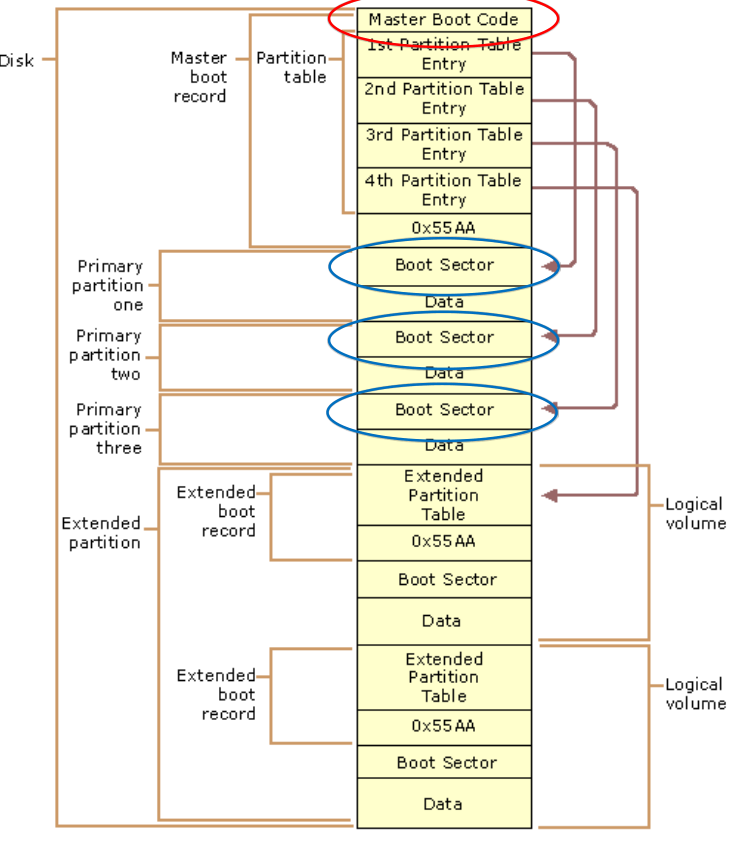 Master Boot Code
Disk
Master
boot
record
Partition
table
1st Partition Table
Entry
2nd Partition Table
Entry
3rd Partition Table
Entry
4th Partition Table
Entry
0x55AA
Primary
partition
one
Boot Sector
Data
Primary
partition
two
Boot Sector
Data
Primary
partition
three
Boot Sector
Data
Extended
partition
Extended
boot
record
Extended
Partition
Table
0x55AA
Boot Sector
Data
Logical
volume
Extended
boot
record
Extended
Partition
Table
0x55AA
Boot Sector
Data
Logical
volume